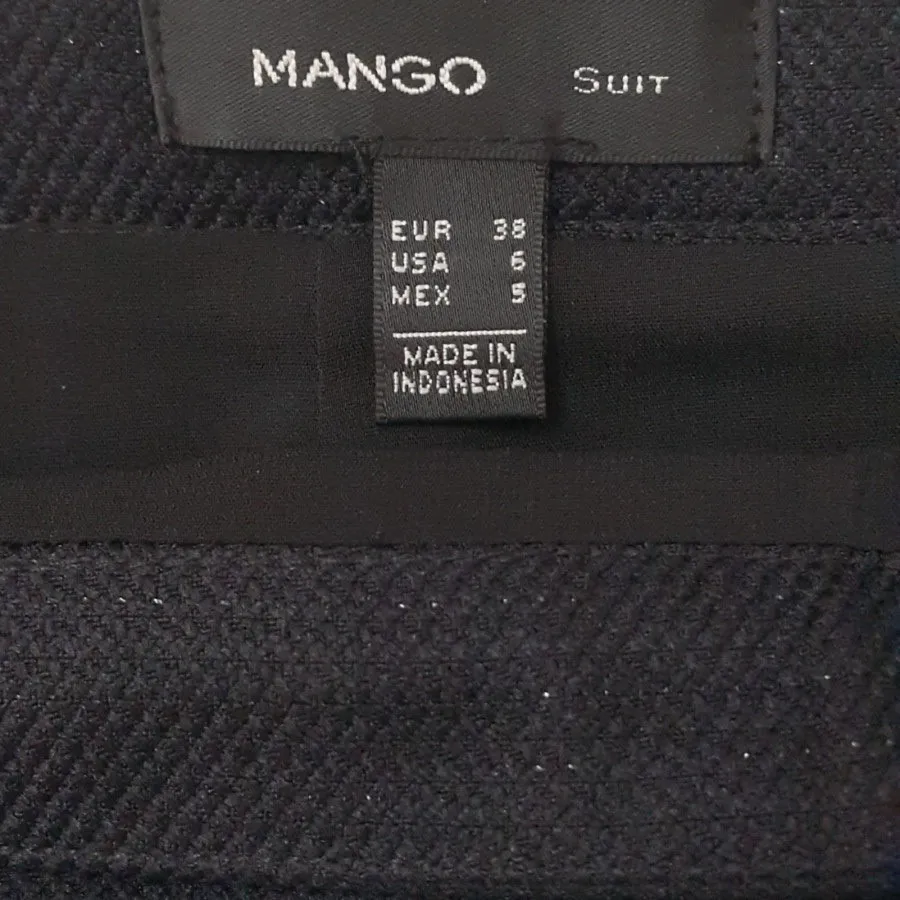 MANGO SUIT
EUR 38
USA 6
MEX 5
MADE IN
INDONESIA